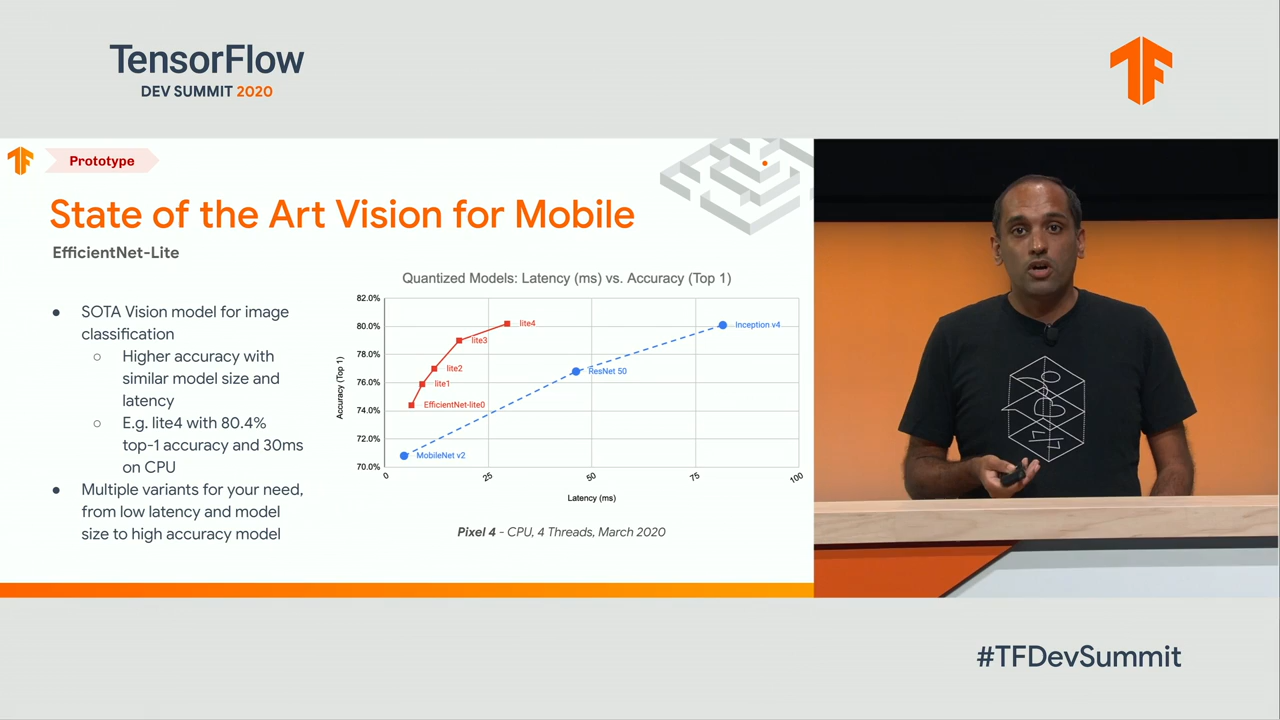 TensorFlow
DEV SUMMIT 2020
Prototype
State of the Art Vision for Mobile
EfficientNet-Lite
● SOTA Vision model for image
classification
○ Higher accuracy with
similar model size and
latency
○ E.g. lite4 with 80.4%
top-1 accuracy and 30ms
on CPU
● Multiple variants for your need,
from low latency and model
size to high accuracy model
Quantized Models: Latency (ms) vs. Accuracy (Top 1)
Accuracy (Top 1)
82.0%
80.0%
78.0%
76.0%
74.0%
72.0%
70.0%
lite4
lite3
lite2
lite1
EfficientNet-lite0
Inception v4
ResNet 50
MobileNet v2
0
25
50
75
100
Latency (ms)
Pixel 4 - CPU, 4 Threads, March 2020
#TFDevSummit